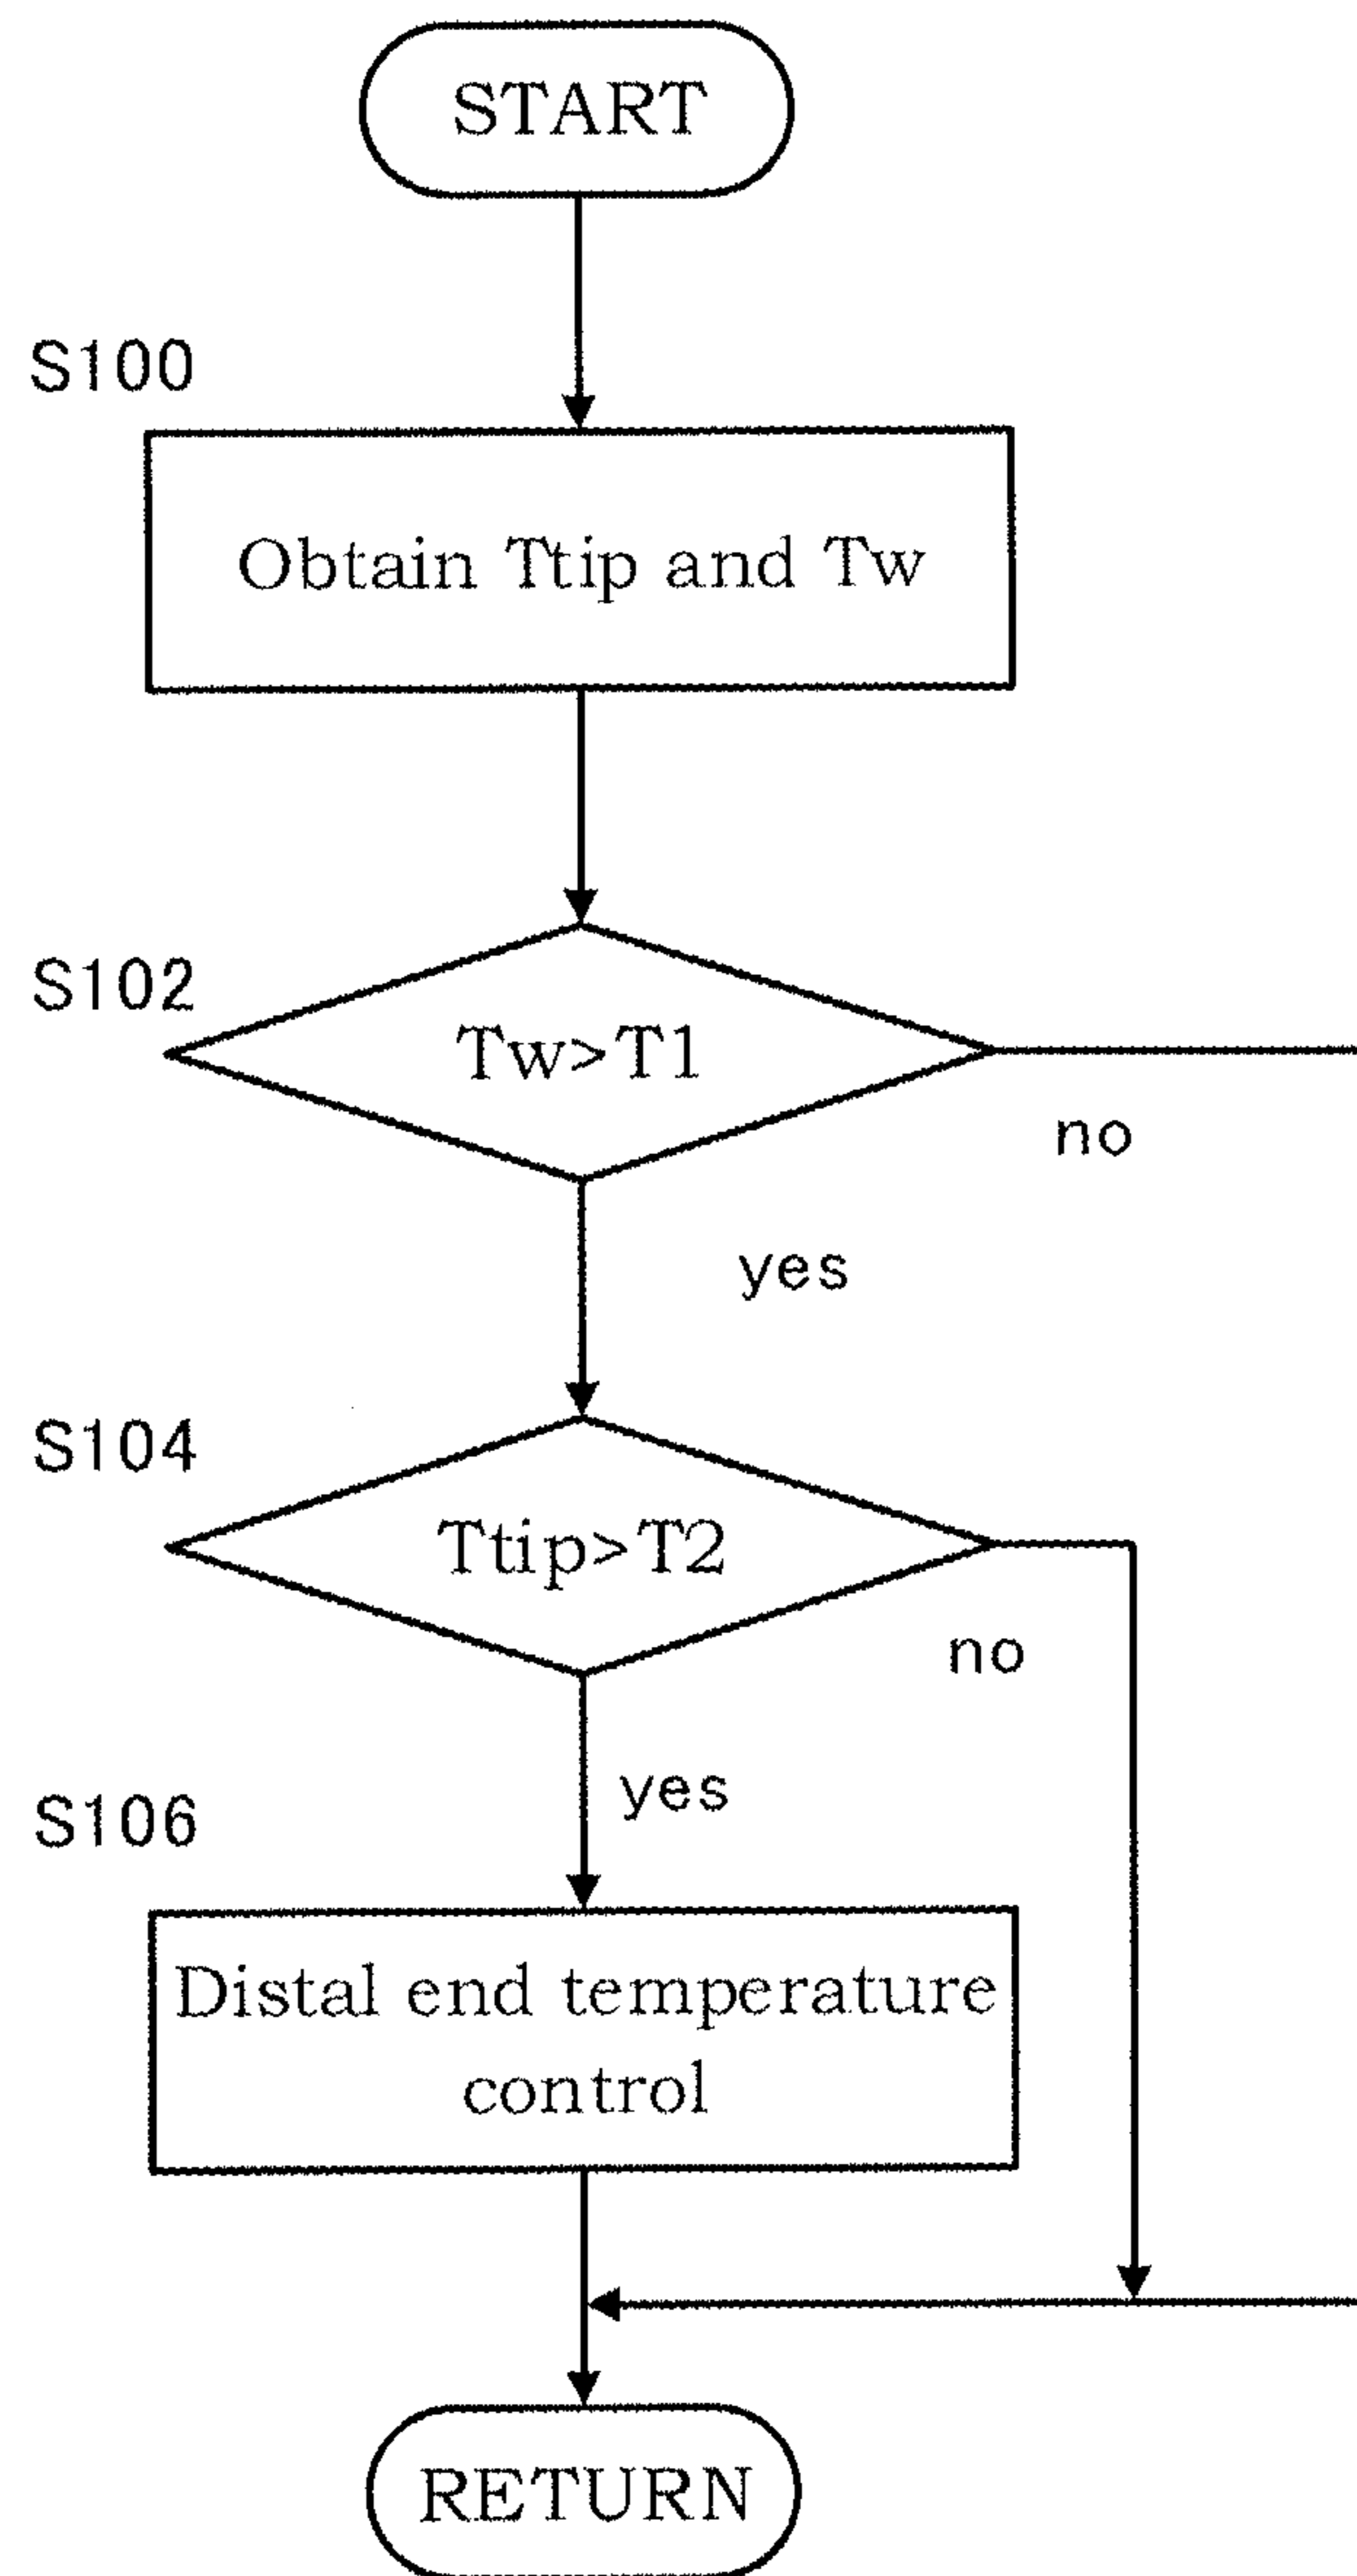 START
S100
Obtain Ttip and Tw
S102
Tw>T1
no
yes
S104
Ttip>T2
no
yes
S106
Distal end temperature
control
RETURN